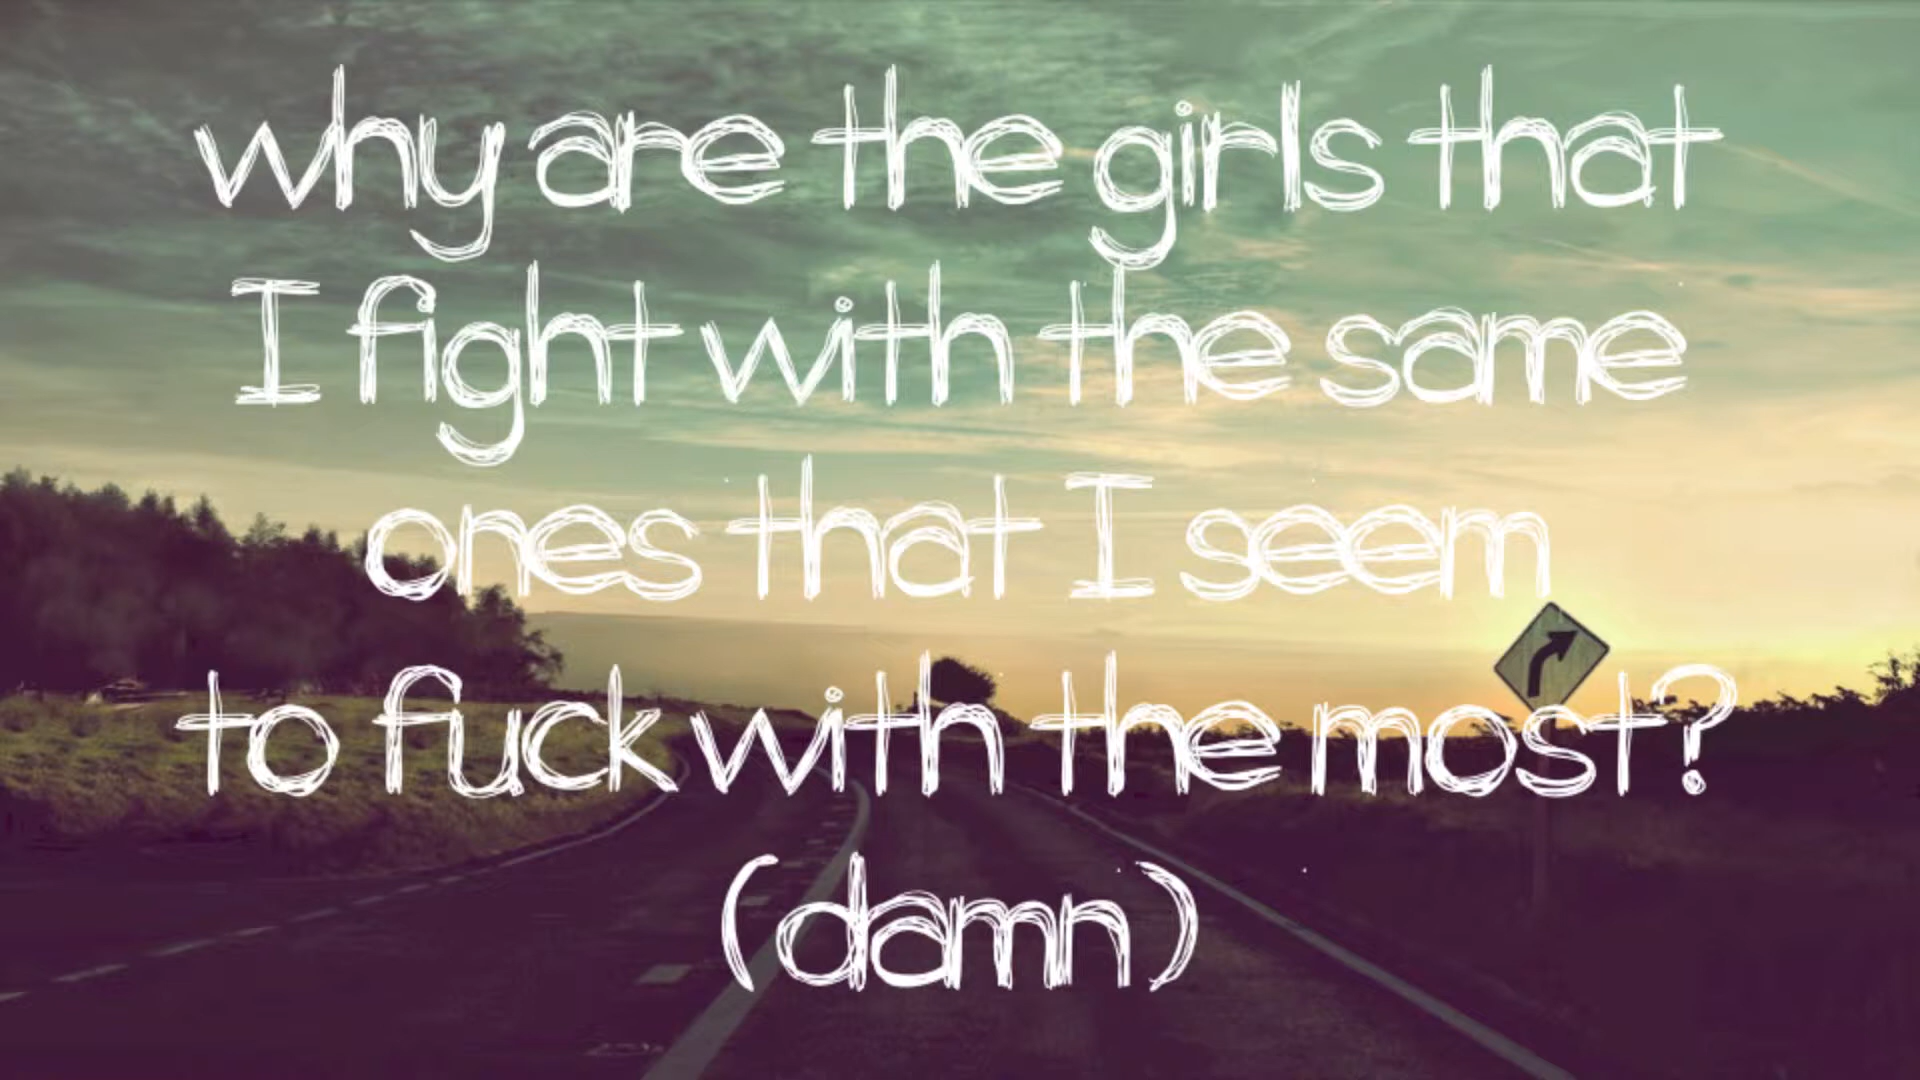 why are the girls that
I fight with the same
ones that I seem
to fuck with the most?
(damn)